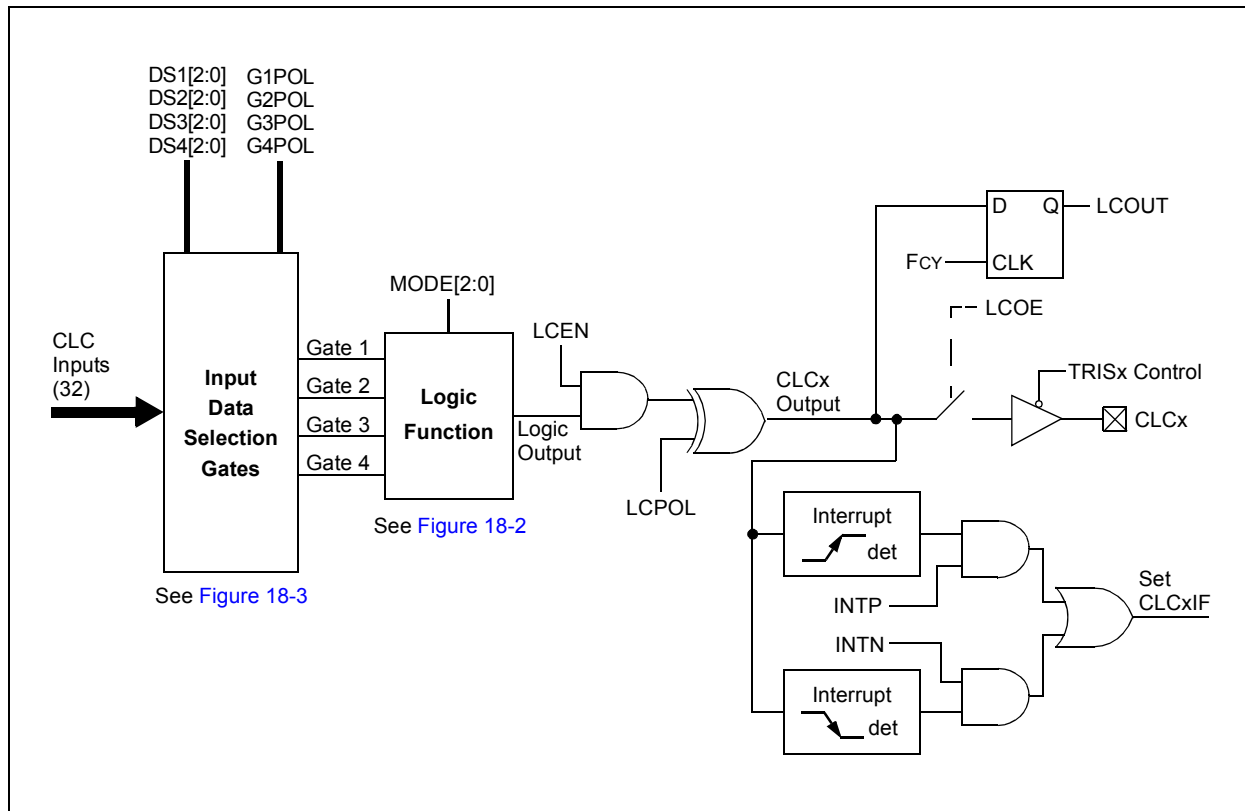 DS1[2:0] G1POL
DS2[2:0] G2POL
DS3[2:0] G3POL
DS4[2:0] G4POL
D Q LCOUT
FCY CLK
MODE[2:0]
LCOE
CLC
Inputs
(32)
Input
Data
Selection
Gates
Gate 1
Gate 2
Gate 3
Gate 4
Logic
Function
LCEN
Logic
Output
LCPOL
CLCx
Output
TRISx Control
CLCx
See Figure 18-2
See Figure 18-3
Interrupt
det
INTP
INTN
Interrupt
det
Set
CLCxIF